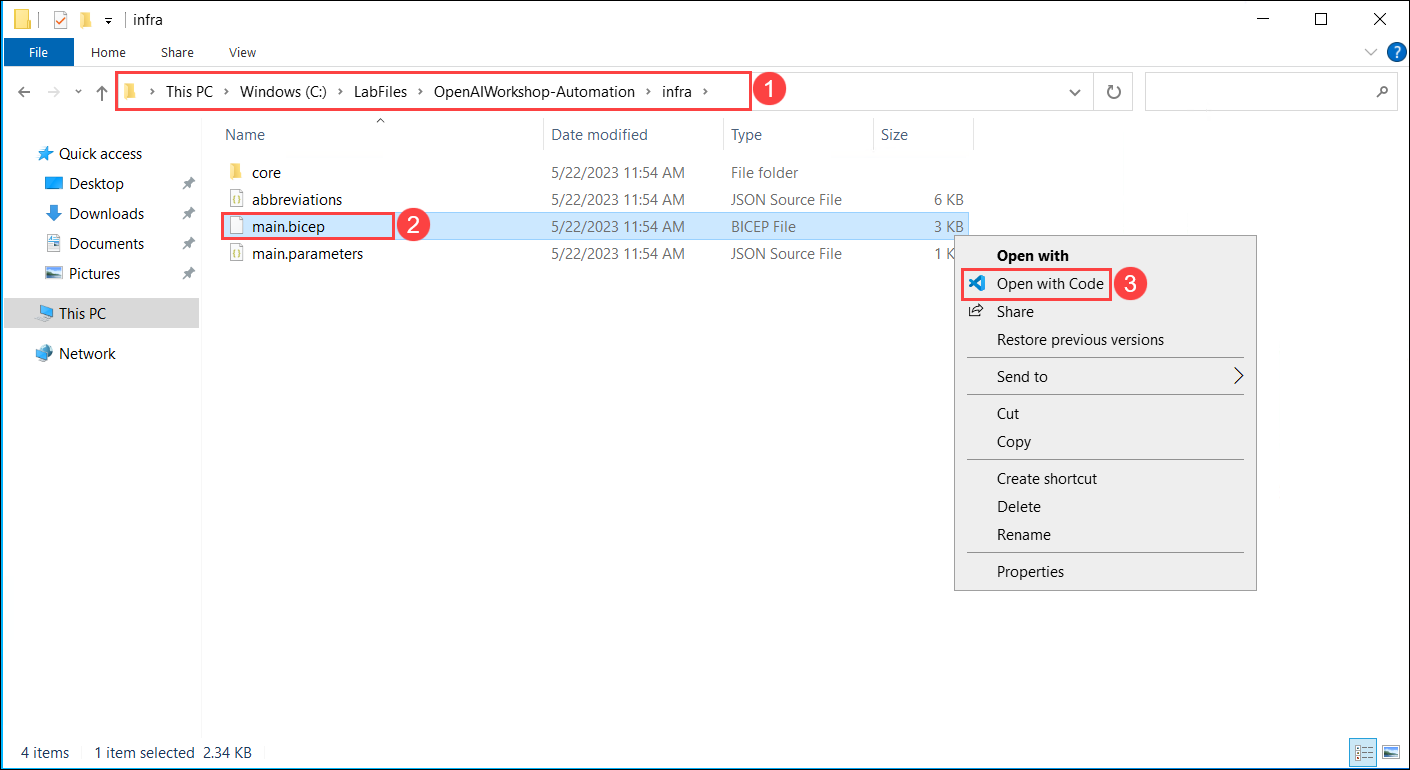 infra
File Home Share View
?
This PC Windows (C:) LabFiles OpenAIWorkshop-Automation infra 1
Name Date modified Type Size
Quick access
Desktop
Downloads
Documents
Pictures
This PC
Network
core 5/22/2023 11:54 AM File folder
abbreviations 5/22/2023 11:54 AM JSON Source File 6 KB
main.bicep 2 5/22/2023 11:54 AM BICEP File 3 KB
main.parameters 5/22/2023 11:54 AM JSON Source File 1 K
Open with
Open with Code 3
Share
Restore previous versions
Send to
Cut
Copy
Create shortcut
Delete
Rename
Properties
4 items 1 item selected 2.34 KB